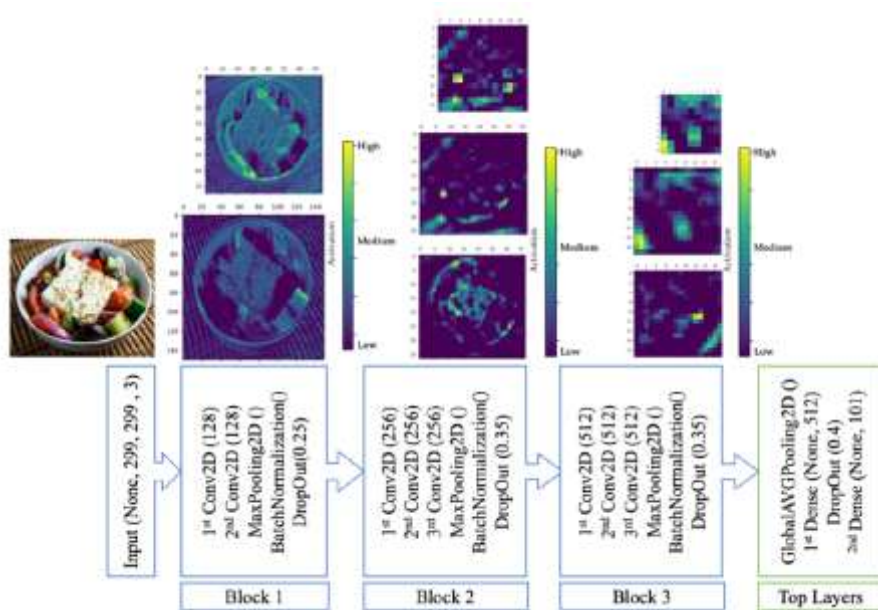 High
Medium
Low
Activation
High
Medium
Low
Activation
High
Medium
Low
Activation
Input (None, 299, 299 , 3)
1st Conv2D (128)
2nd Conv2D (128)
MaxPooling2D ()
BatchNormalization()
DropOut(0.25)
Block 1
1st Conv2D (256)
2nd Conv2D (256)
3rd Conv2D (256)
MaxPooling2D ()
BatchNormalization()
DropOut (0.35)
Block 2
1st Conv2D (512)
2nd Conv2D (512)
3rd Conv2D (512)
MaxPooling2D ()
BatchNormalization()
DropOut (0.35)
Block 3
GlobalAVGPooling2D ()
1st Dense (None, 512)
DropOut (0.4)
2nd Dense (None, 101)
Top Layers